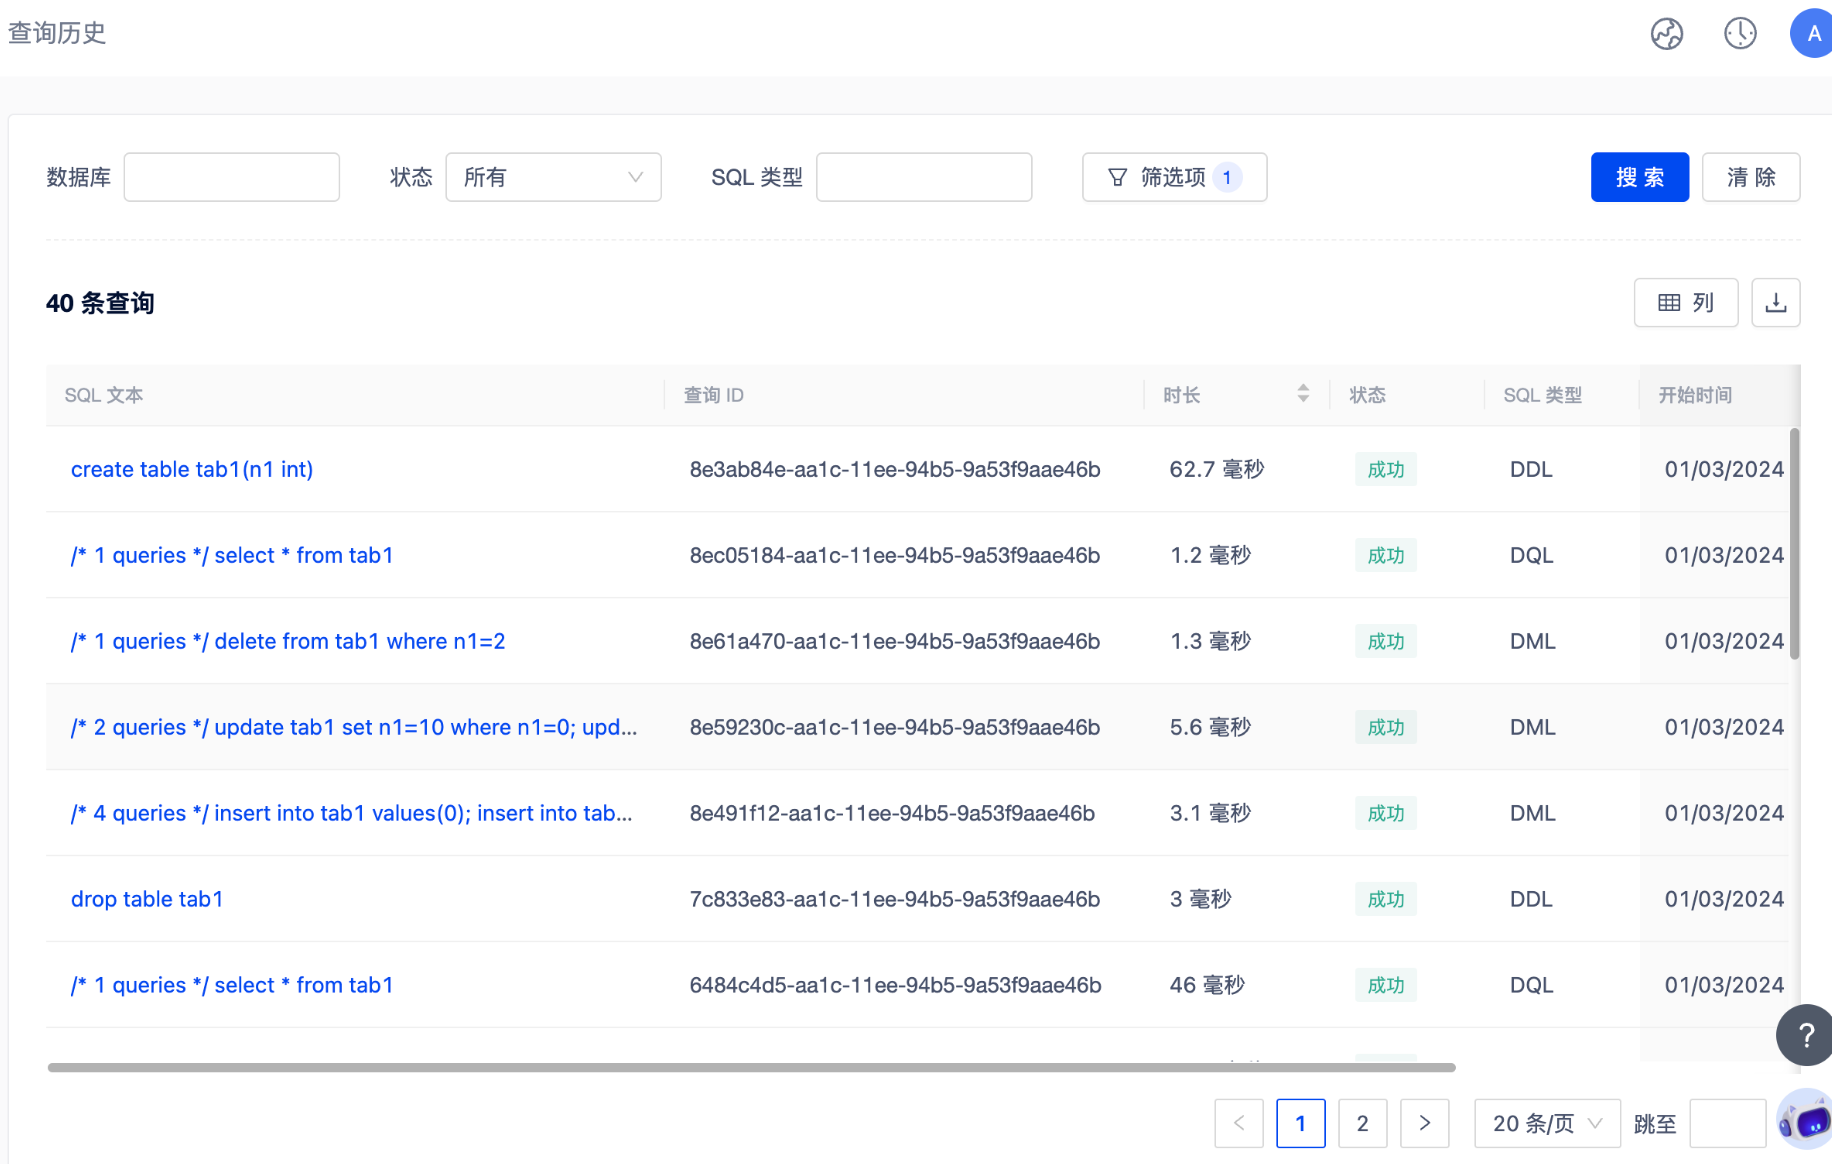 查询历史
A
数据库 状态 所有 SQL 类型 筛选项 1 搜 索 清 除
40 条查询 列
SQL 文本 查询 ID 时长 状态 SQL 类型 开始时间
create table tab1(n1 int) 8e3ab84e-aa1c-11ee-94b5-9a53f9aae46b 62.7 毫秒 成功 DDL 01/03/2024
/* 1 queries */ select * from tab1 8ec05184-aa1c-11ee-94b5-9a53f9aae46b 1.2 毫秒 成功 DQL 01/03/2024
/* 1 queries */ delete from tab1 where n1=2 8e61a470-aa1c-11ee-94b5-9a53f9aae46b 1.3 毫秒 成功 DML 01/03/2024
/* 2 queries */ update tab1 set n1=10 where n1=0; upd... 8e59230c-aa1c-11ee-94b5-9a53f9aae46b 5.6 毫秒 成功 DML 01/03/2024
/* 4 queries */ insert into tab1 values(0); insert into tab... 8e491f12-aa1c-11ee-94b5-9a53f9aae46b 3.1 毫秒 成功 DML 01/03/2024
drop table tab1 7c833e83-aa1c-11ee-94b5-9a53f9aae46b 3 毫秒 成功 DDL 01/03/2024
/* 1 queries */ select * from tab1 6484c4d5-aa1c-11ee-94b5-9a53f9aae46b 46 毫秒 成功 DQL 01/03/2024
?
< 1 2 > 20 条/页 跳至